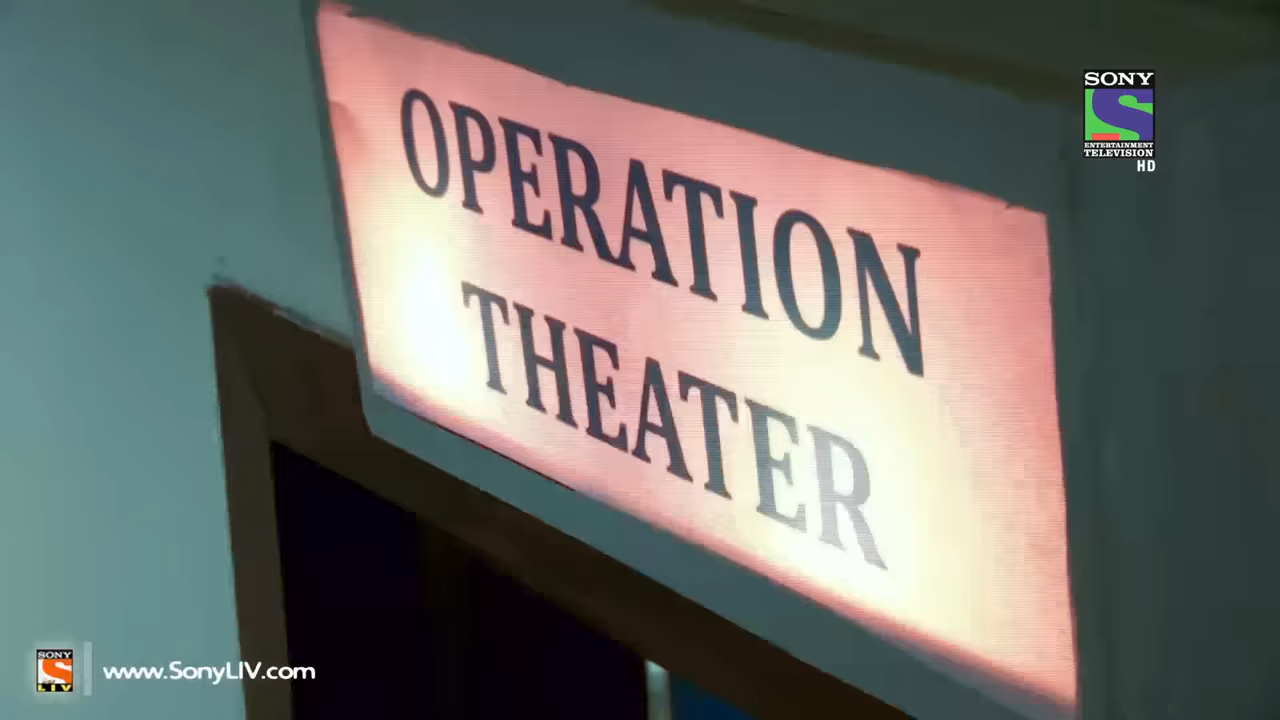 OPERATION
THEATER
SONY
ENTERTAINMENT
TELEVISION
HD
SONY
LIV
www.SonyLIV.com